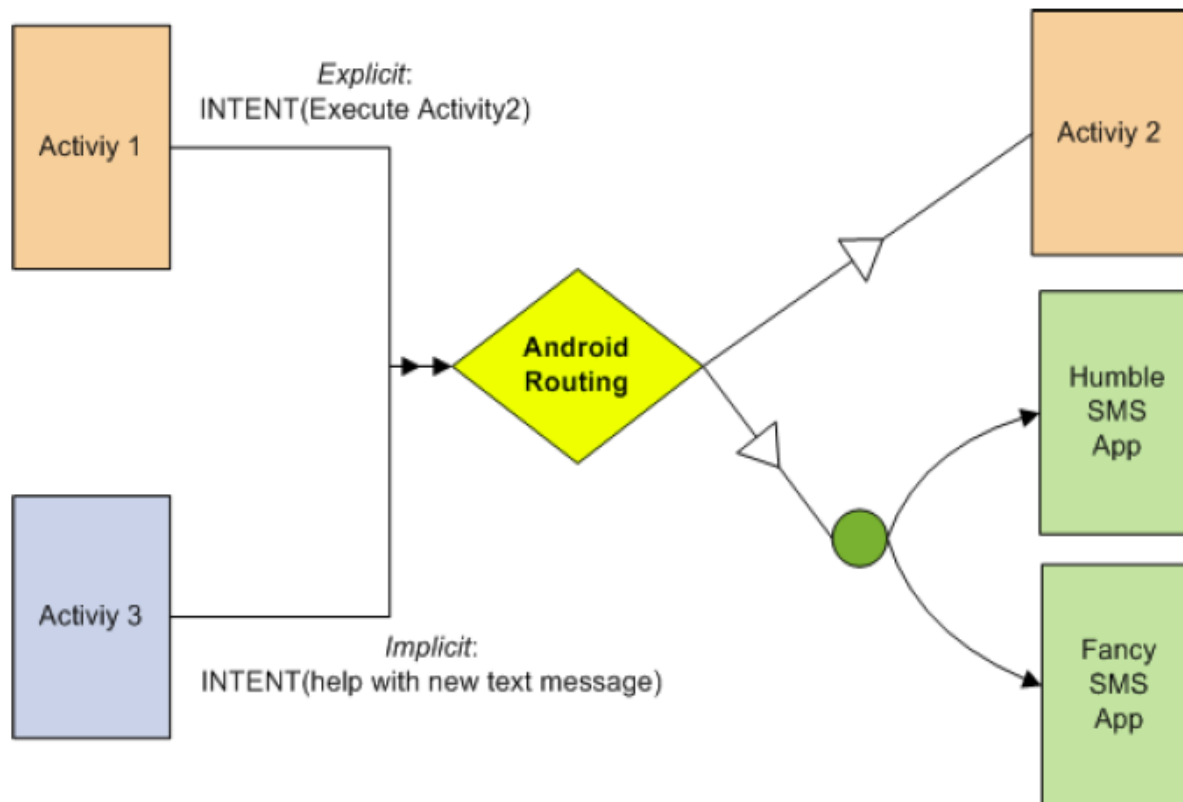 Activiy 1
Explicit:
INTENT(Execute Activity2)
Activiy 2
Android
Routing
Humble
SMS
App
Activiy 3
Implicit:
INTENT(help with new text message)
Fancy
SMS
App